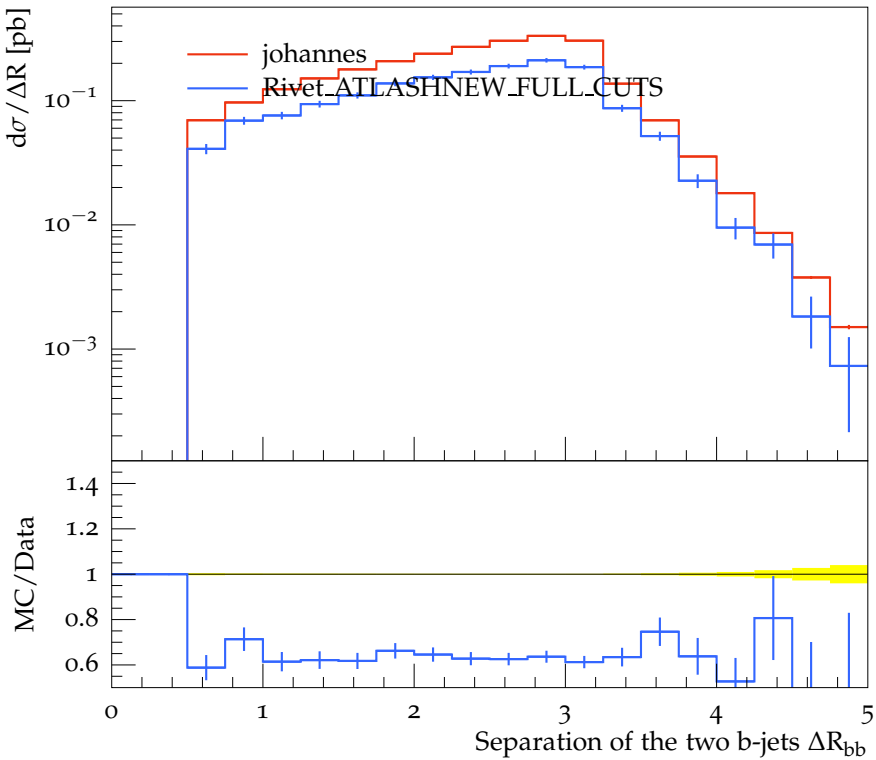 dσ/ΔR [pb]
johannes
Rivet_ATLASHNEW_FULL_CUTS
10⁻¹
10⁻²
10⁻³
MC/Data
1.4
1.2
1
0.8
0.6
0 1 2 3 4 5
Separation of the two b-jets ΔR_bb